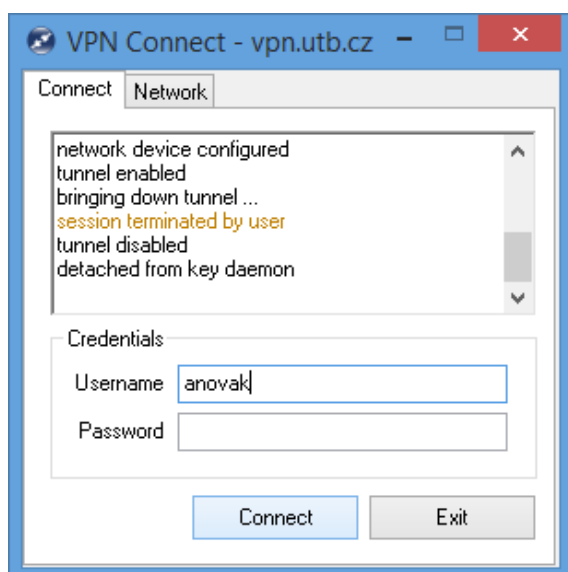 VPN Connect - vpn.utb.cz
Connect
Network
network device configured
tunnel enabled
bringing down tunnel ...
session terminated by user
tunnel disabled
detached from key daemon
Credentials
Username
anovak
Password
Connect
Exit